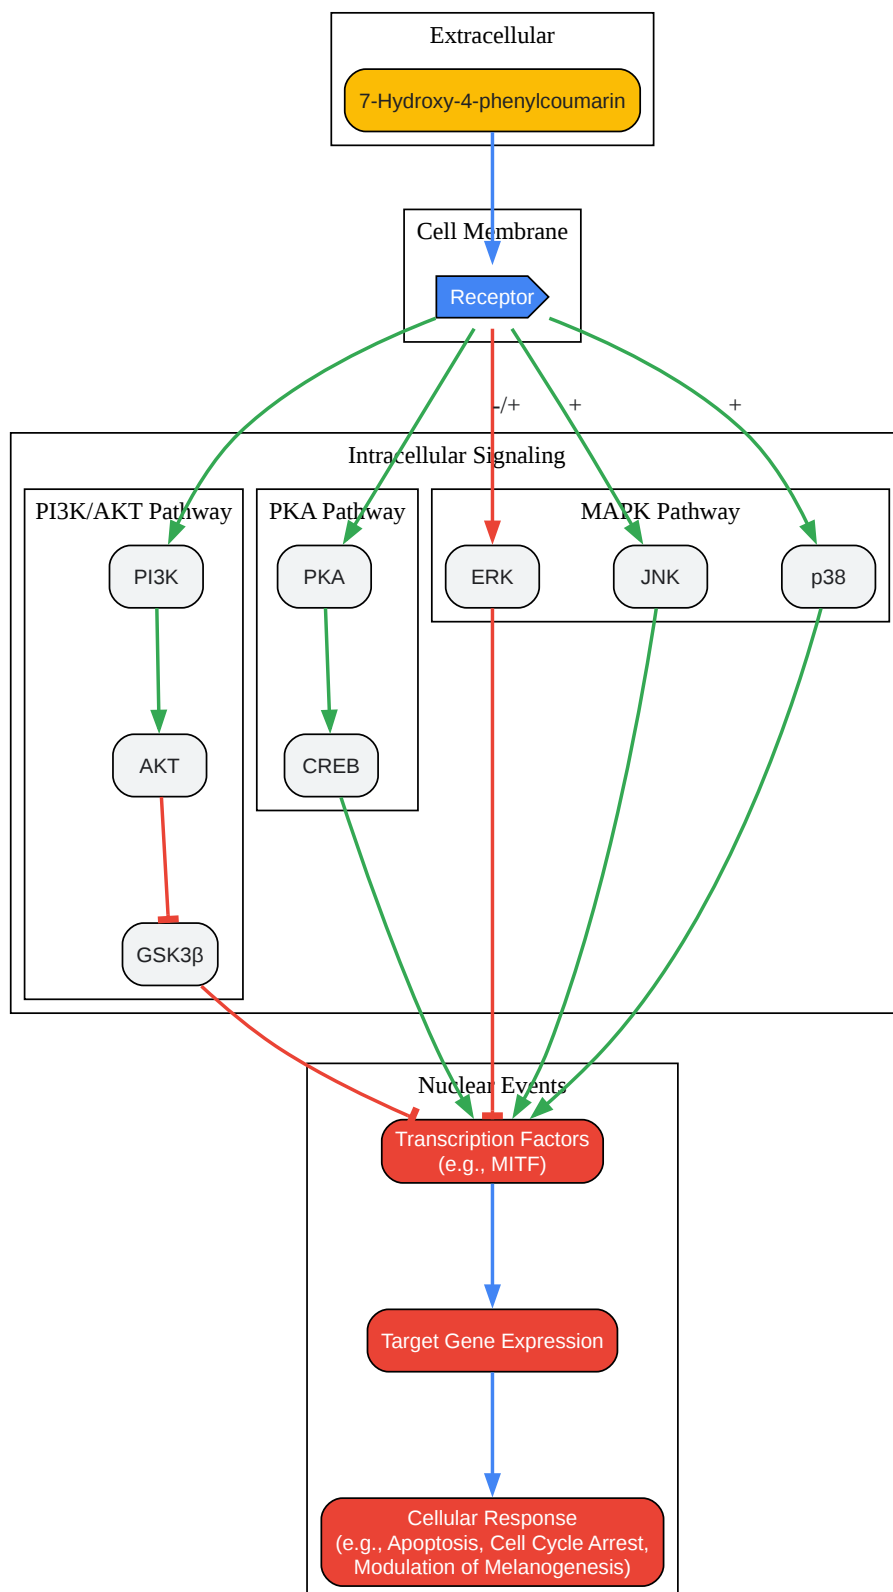 Extracellular
7-Hydroxy-4-phenylcoumarin
Cell Membrane
Receptor
-/+
+
+
Intracellular Signaling
PI3K/AKT Pathway
PKA Pathway
MAPK Pathway
PI3K
PKA
ERK
JNK
p38
AKT
CREB
GSK3β
Nuclear Events
Transcription Factors
(e.g., MITF)
Target Gene Expression
Cellular Response
(e.g., Apoptosis, Cell Cycle Arrest,
Modulation of Melanogenesis)